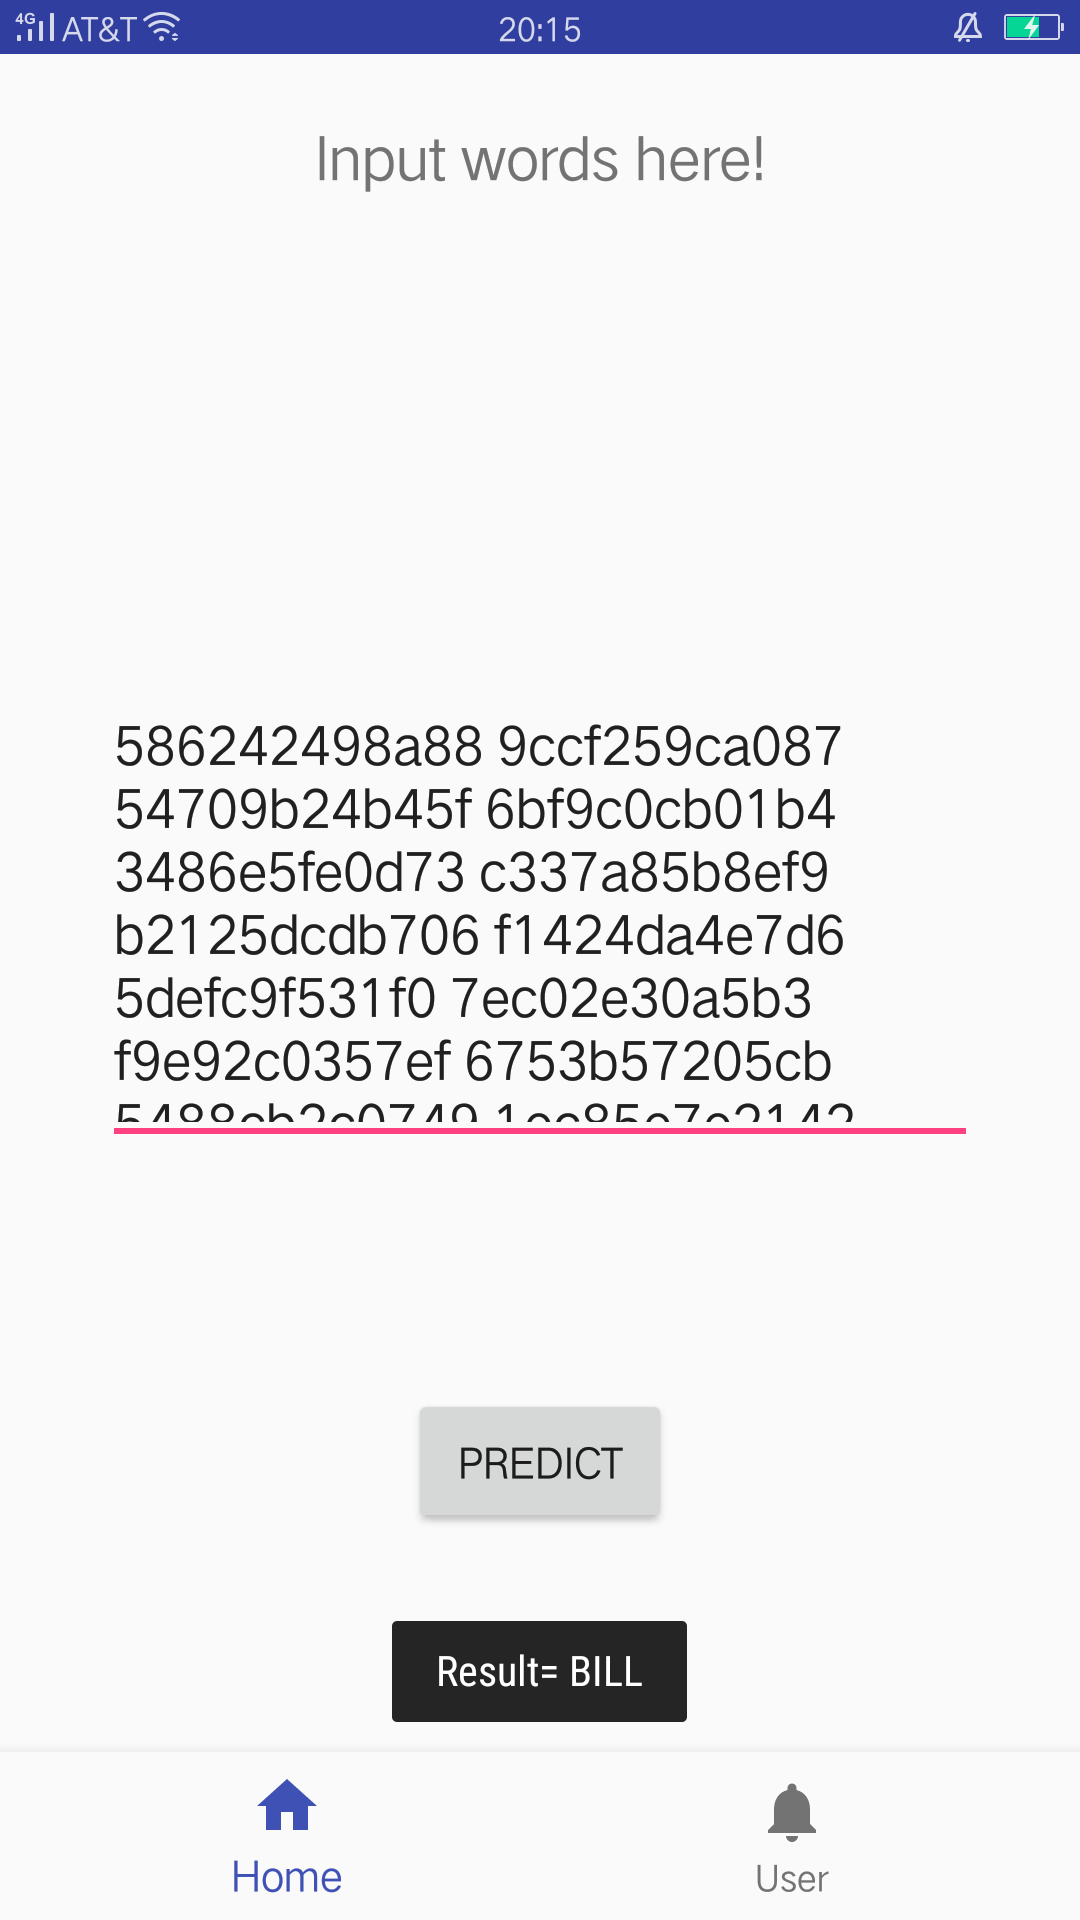 4G AT&T 20:15
Input words here!
586242498a88 9ccf259ca087
54709b24b45f 6bf9c0cb01b4
3486e5fe0d73 c337a85b8ef9
b2125dcdb706 f1424da4e7d6
5defc9f531f0 7ec02e30a5b3
f9e92c0357ef 6753b57205cb
PREDICT
Result= BILL
Home User